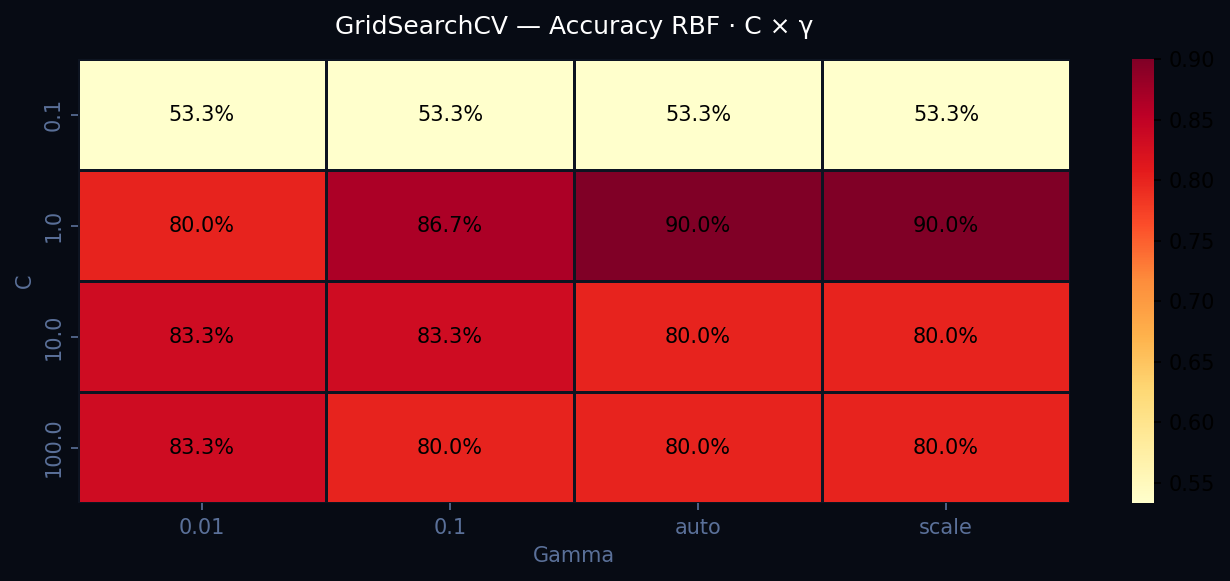 GridSearchCV — Accuracy RBF · C × γ
C
0.1 53.3% 53.3% 53.3% 53.3%
1.0 80.0% 86.7% 90.0% 90.0%
10.0 83.3% 83.3% 80.0% 80.0%
100.0 83.3% 80.0% 80.0% 80.0%
0.01 0.1 auto scale
Gamma
0.90
0.85
0.80
0.75
0.70
0.65
0.60
0.55